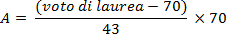 A = (voto di laurea − 70) / 43 × 70